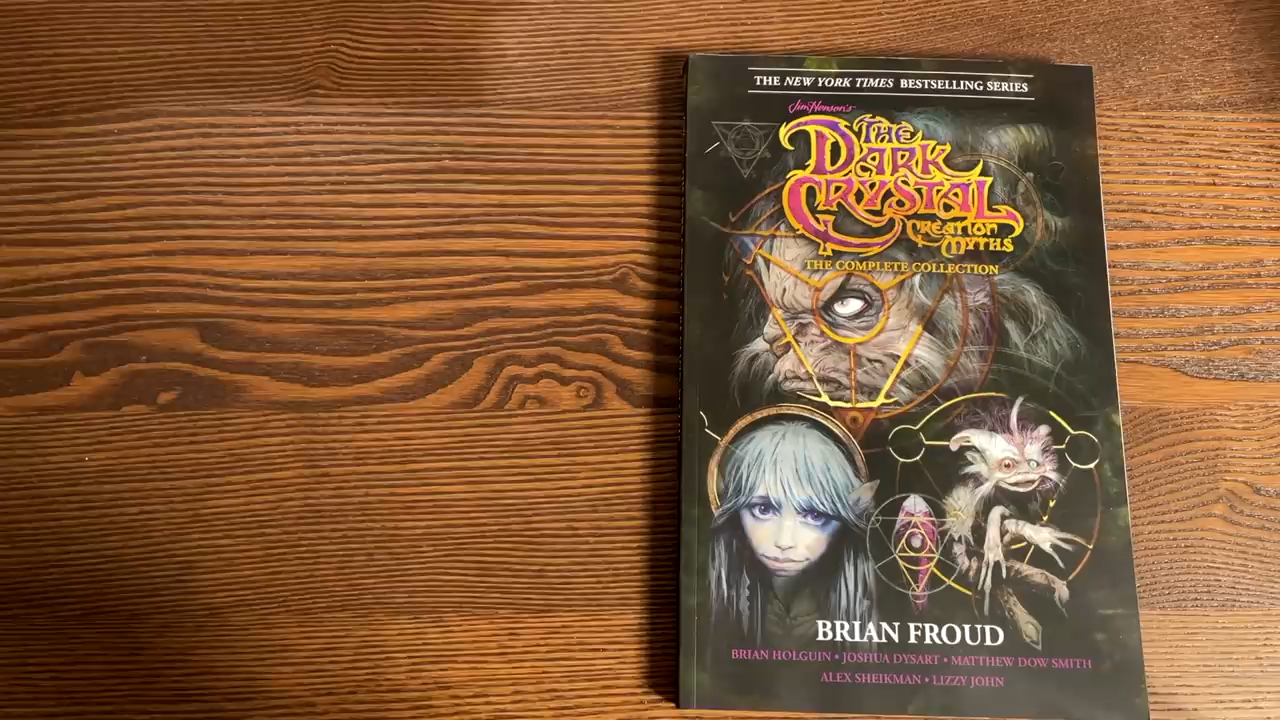 THE NEW YORK TIMES BESTSELLING SERIES
Jim Henson's
THE
DARK
CRYSTAL
CREATION
MYTHS
THE COMPLETE COLLECTION
BRIAN FROUD
BRIAN HOLGUIN • JOSHUA DYSART • MATTHEW DOW SMITH
ALEX SHEIKMAN • LIZZY JOHN